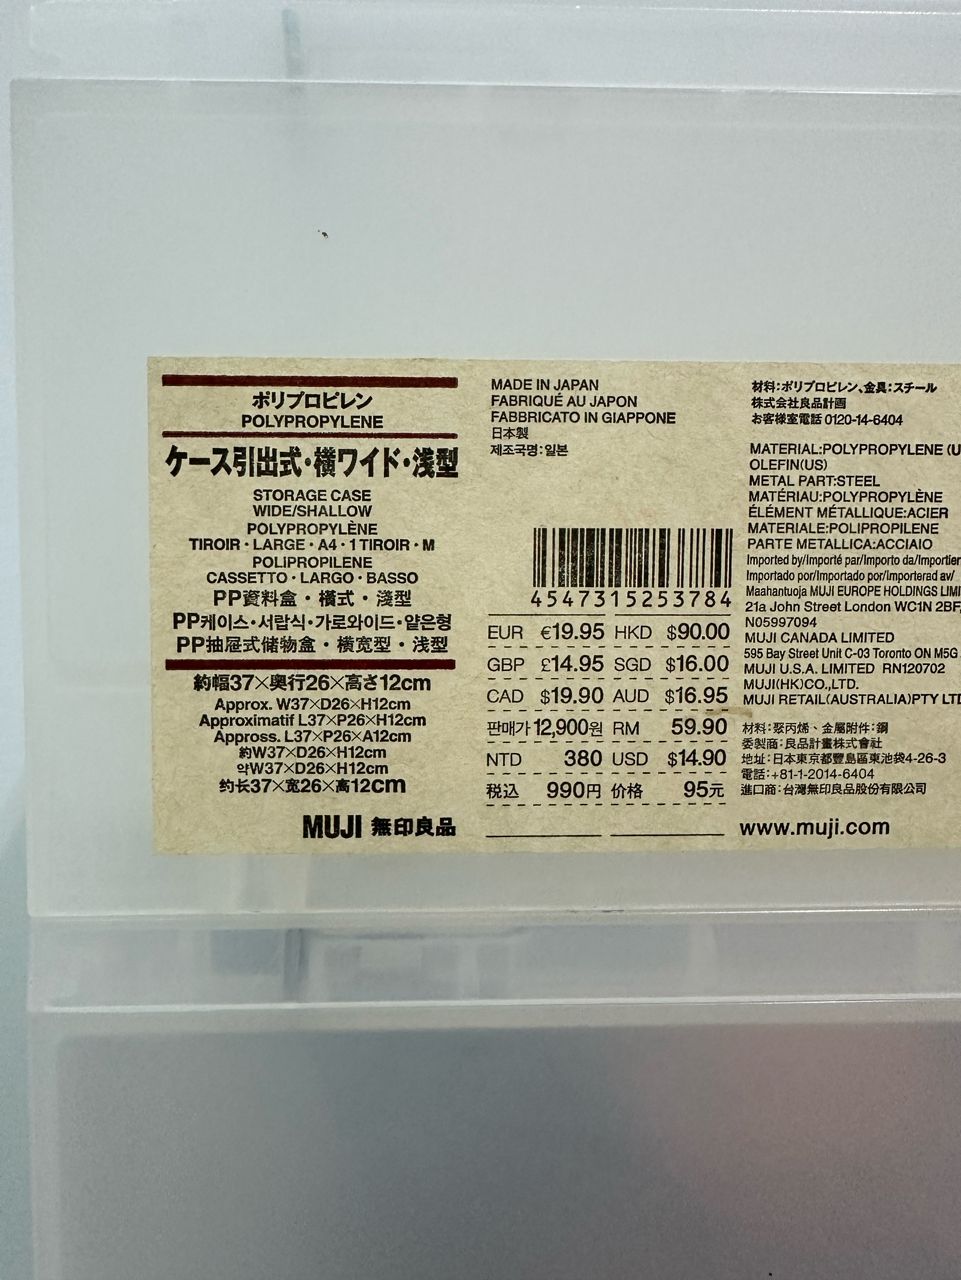 ポリプロピレン
POLYPROPYLENE
ケース引出式・横ワイド・浅型
STORAGE CASE
WIDE/SHALLOW
POLYPROPYLÈNE
TIROIR・LARGE・A4・1 TIROIR・M
POLIPROPILENE
CASSETTO・LARGO・BASSO
PP資料盒・橫式・淺型
PP케이스・서랍식・가로와이드・얕은형
PP抽屉式储物盒・横宽型・浅型
約幅37×奥行26×高さ12cm
Approx. W37×D26×H12cm
Approximatif L37×P26×H12cm
Appross. L37×P26×A12cm
約W37×D26×H12cm
약W37×D26×H12cm
约长37×宽26×高12cm
MUJI 無印良品
MADE IN JAPAN
FABRIQUÉ AU JAPON
FABBRICATO IN GIAPPONE
日本製
제조국명:일본
4547315253784
EUR €19.95 HKD $90.00
GBP £14.95 SGD $16.00
CAD $19.90 AUD $16.95
판매가 12,900원 RM 59.90
NTD 380 USD $14.90
税込 990円 价格 95元
材料:ポリプロピレン、金具:スチール
株式会社良品計画
お客様室電話 0120-14-6404
MATERIAL:POLYPROPYLENE (U
OLEFIN(US)
METAL PART:STEEL
MATÉRIAU:POLYPROPYLÈNE
ÉLÉMENT MÉTALLIQUE:ACIER
MATERIALE:POLIPROPILENE
PARTE METALLICA:ACCIAIO
Imported by/Importé par/Importo da/Importier
Importado por/Importado por/importerad av/
Maahantuoja MUJI EUROPE HOLDINGS LIMI
21a John Street London WC1N 2BF,
N05997094
MUJI CANADA LIMITED
595 Bay Street Unit C-03 Toronto ON M5G
MUJI U.S.A. LIMITED RN120702
MUJI(HK)CO.,LTD.
MUJI RETAIL(AUSTRALIA)PTY LTD
材料:聚丙烯、金屬附件:鋼
委製商:良品計畫株式會社
地址:日本東京都豐島區東池袋4-26-3
電話:+81-1-2014-6404
進口商:台灣無印良品股份有限公司
www.muji.com